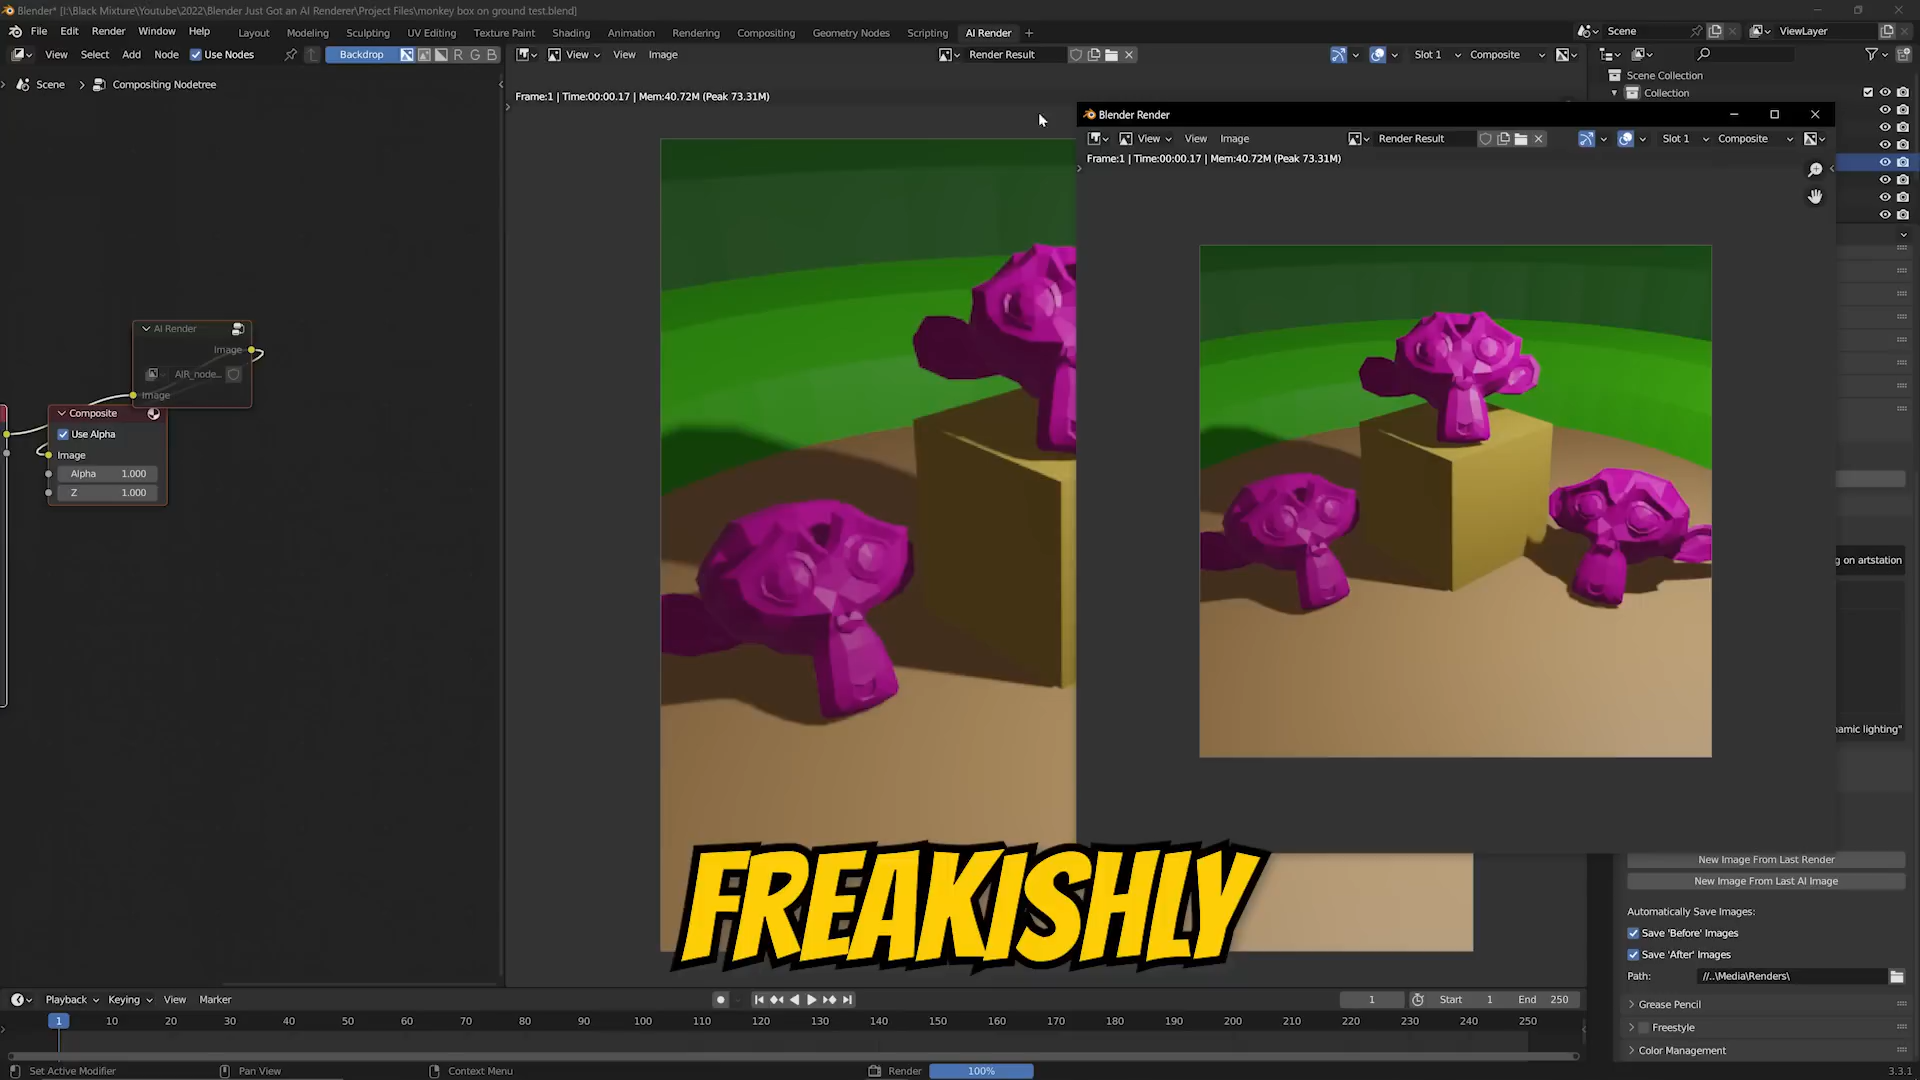 Blender* [I:\Black Mixture\Youtube\2022\Blender Just Got an AI Renderer\Project Files\monkey box on ground test.blend]
File Edit Render Window Help
Layout Modeling Sculpting UV Editing Texture Paint Shading Animation Rendering Compositing Geometry Nodes Scripting AI Render +
Scene ViewLayer
View Select Add Node Use Nodes Backdrop R G B
View View Image Render Result Slot 1 Composite
Scene Compositing Nodetree
Scene Collection
Collection
Frame:1 | Time:00:00.17 | Mem:40.72M (Peak 73.31M)
Blender Render
View View Image Render Result Slot 1 Composite
Frame:1 | Time:00:00.17 | Mem:40.72M (Peak 73.31M)
AI Render
Image
AIR_node...
Image
Composite
Use Alpha
Image
Alpha 1.000
Z 1.000
g on artstation
namic lighting"
FREAKISHLY
New Image From Last Render
New Image From Last AI Image
Automatically Save Images:
Save 'Before' Images
Save 'After' Images
Path: //..\Media\Renders\
Grease Pencil
Freestyle
Color Management
Playback Keying View Marker
1 Start 1 End 250
1 10 20 30 40 50 60 70 80 90 100 110 120 130 140 150 160 170 180 190 200 210 220 230 240 250
Set Active Modifier Pan View Context Menu Render 100% 3.3.1